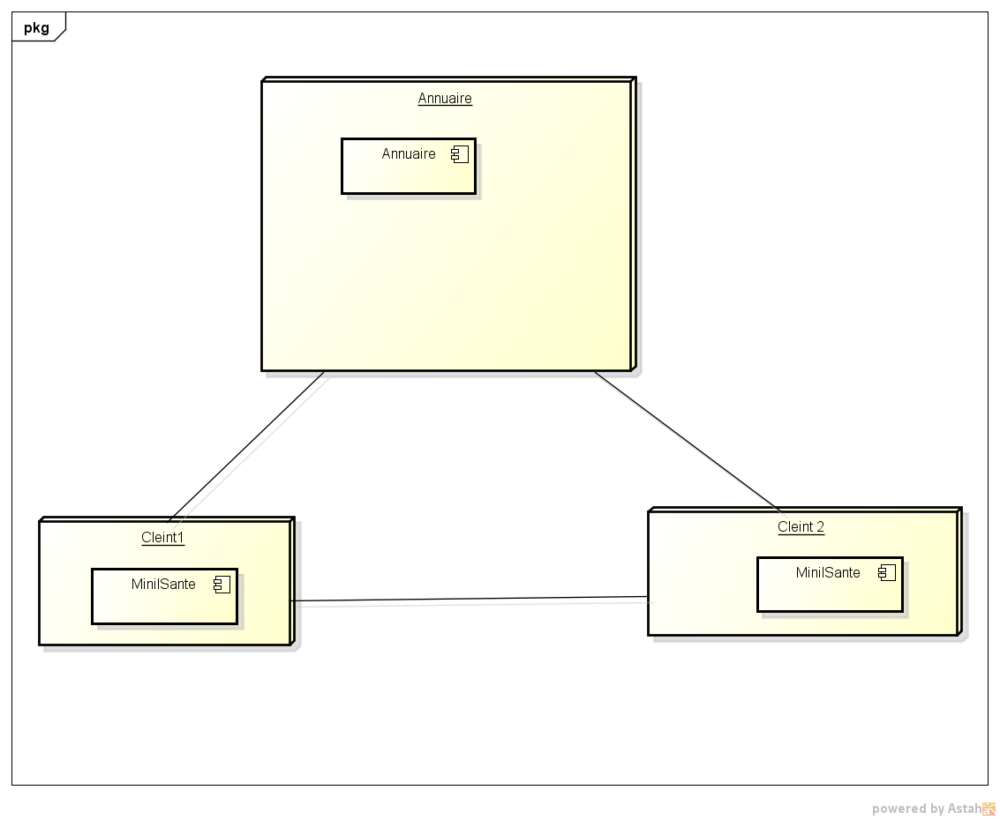 pkg
Annuaire
Annuaire
Cleint1
MinilSante
Cleint 2
MinilSante
powered by Astah